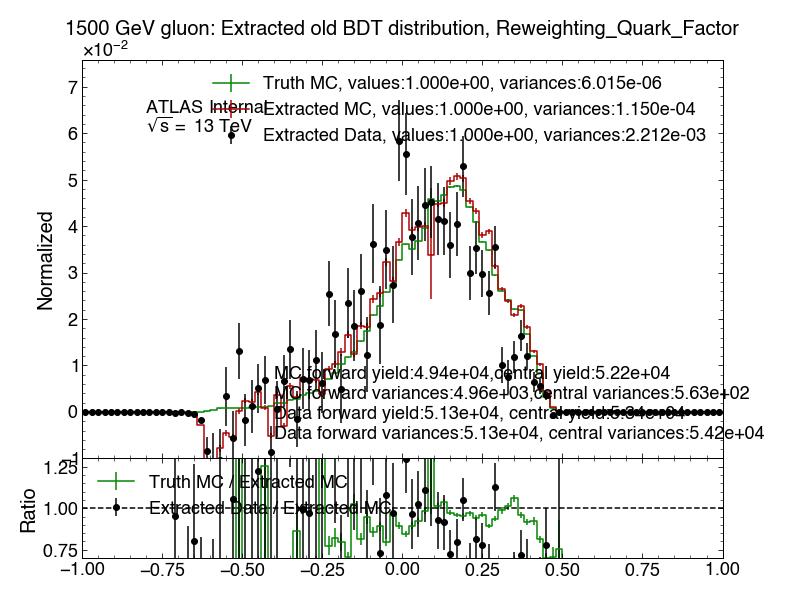 1500 GeV gluon: Extracted old BDT distribution, Reweighting_Quark_Factor
×10⁻²
Truth MC, values:1.000e+00, variances:6.015e-06
ATLAS Internal
Extracted MC, values:1.000e+00, variances:1.150e-04
√s = 13 TeV
Extracted Data, values:1.000e+00, variances:2.212e-03
Normalized
7
6
5
4
3
2
1
0
−1
MC forward yield:4.94e+04,central yield:5.22e+04
MC forward variances:4.96e+03,central variances:5.63e+02
Data forward yield:5.13e+04, central yield:5.34e+04
Data forward variances:5.13e+04, central variances:5.42e+04
Ratio
1.25
1.00
0.75
Truth MC / Extracted MC
Extracted Data / Extracted MC
−1.00 −0.75 −0.50 −0.25 0.00 0.25 0.50 0.75 1.00